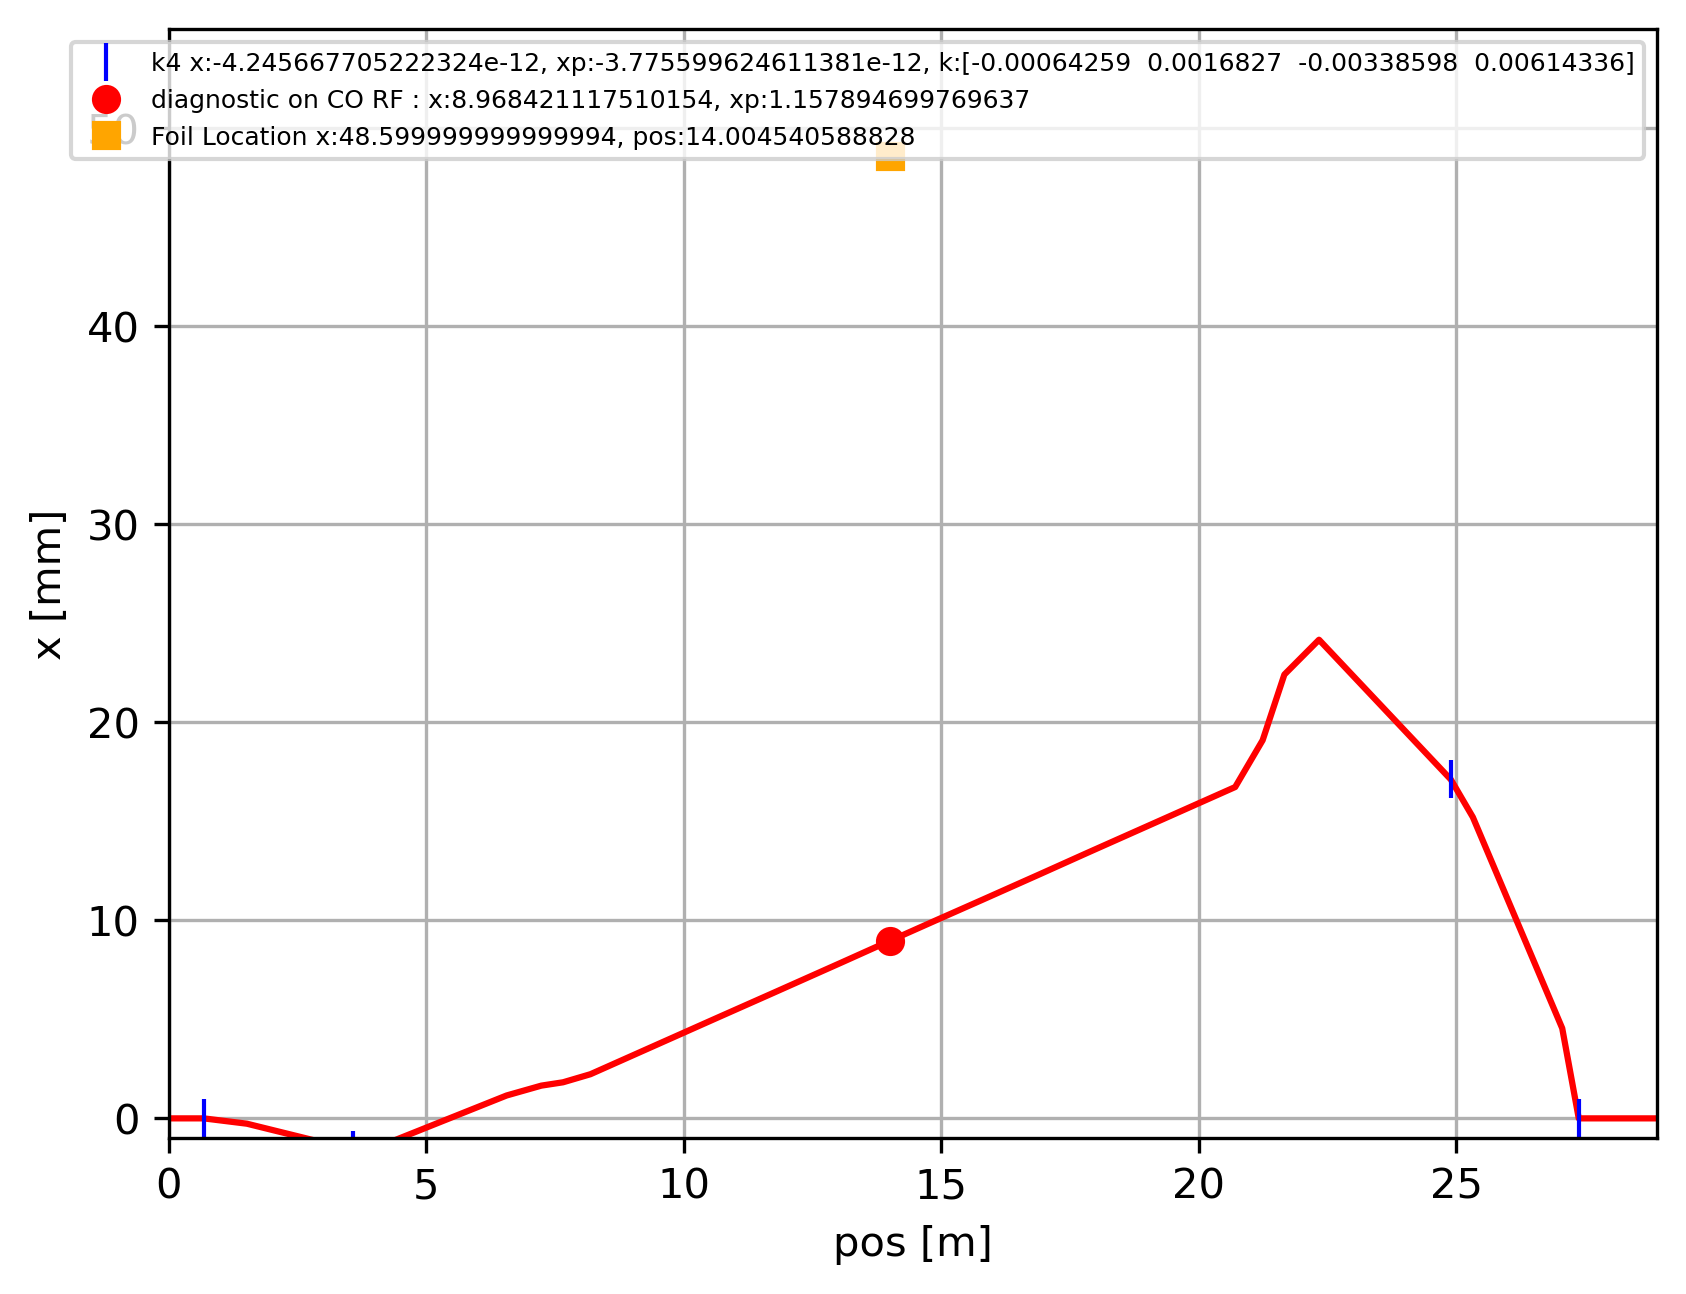 k4 x:-4.245667705222324e-12, xp:-3.775599624611381e-12, k:[-0.00064259 0.0016827 -0.00338598 0.00614336]
diagnostic on CO RF : x:8.968421117510154, xp:1.157894699769637
Foil Location x:48.599999999999994, pos:14.004540588828
50
40
30
20
10
0
x [mm]
0 5 10 15 20 25
pos [m]